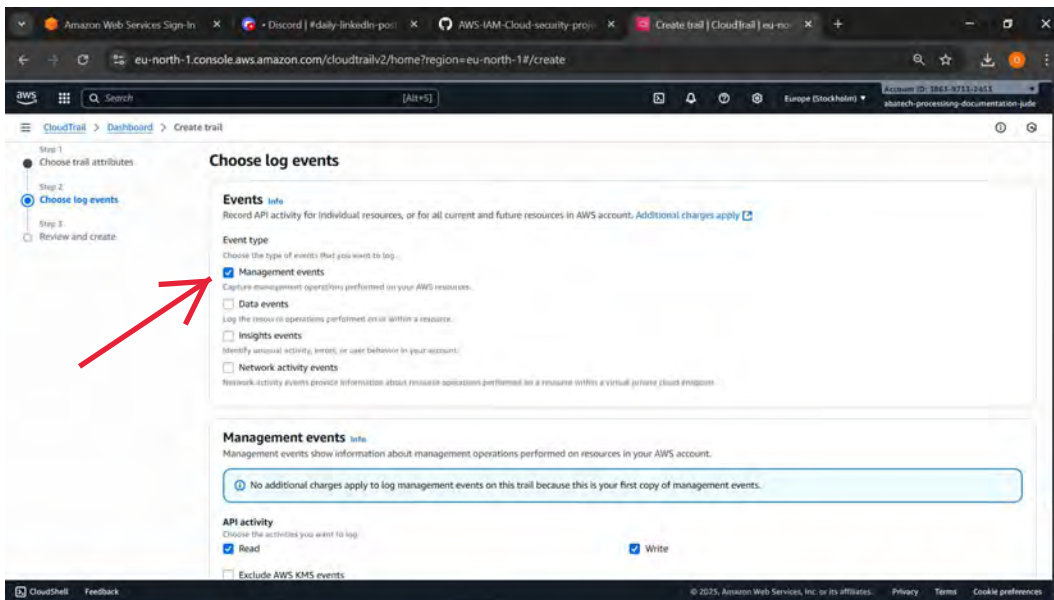 Amazon Web Services Sign-In
• Discord | #daily-linkedin-post
AWS-IAM-Cloud-security-proj
Create trail | CloudTrail | eu-no
eu-north-1.console.aws.amazon.com/cloudtrailv2/home?region=eu-north-1#/create
aws
Search
[Alt+S]
Europe (Stockholm)
Account ID:
abatech-processisng-documentation-jude
CloudTrail > Dashboard > Create trail
Step 1
Choose trail attributes
Step 2
Choose log events
Step 3
Review and create
Choose log events
Events Info
Record API activity for individual resources, or for all current and future resources in AWS account. Additional charges apply
Event type
Choose the type of events that you want to log.
Management events
Capture management operations performed on your AWS resources.
Data events
Log the resource operations performed on or within a resource.
Insights events
Identify unusual activity, errors, or user behavior in your account.
Network activity events
Network activity events provide information about resource operations performed on a resource within a virtual private cloud endpoint.
Management events Info
Management events show information about management operations performed on resources in your AWS account.
No additional charges apply to log management events on this trail because this is your first copy of management events.
API activity
Choose the activities you want to log.
Read
Write
Exclude AWS KMS events
CloudShell Feedback
© 2025, Amazon Web Services, Inc. or its affiliates. Privacy Terms Cookie preferences